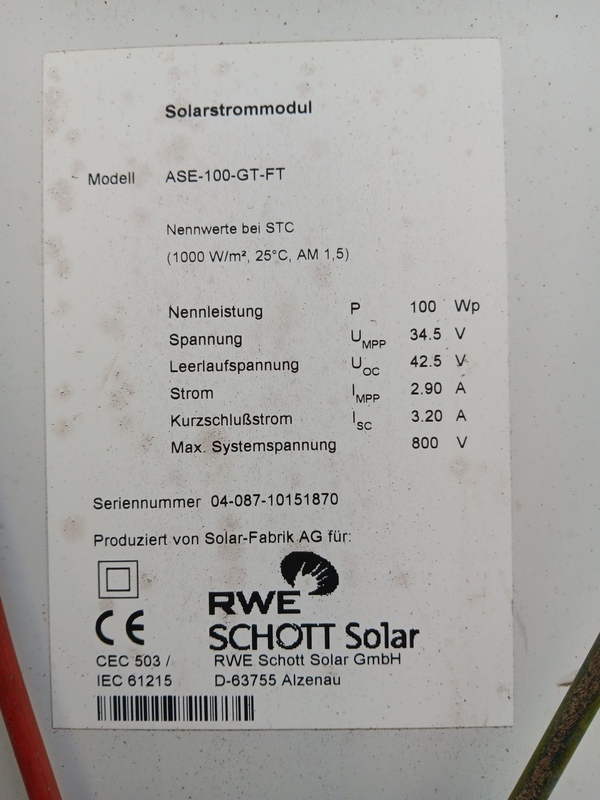 Solarstrommodul
Modell ASE-100-GT-FT
Nennwerte bei STC
(1000 W/m², 25°C, AM 1,5)
Nennleistung P 100 Wp
Spannung UMPP 34.5 V
Leerlaufspannung UOC 42.5 V
Strom IMPP 2.90 A
Kurzschlußstrom ISC 3.20 A
Max. Systemspannung 800 V
Seriennummer 04-087-10151870
Produziert von Solar-Fabrik AG für:
RWE
SCHOTT Solar
CE
CEC 503 / RWE Schott Solar GmbH
IEC 61215 D-63755 Alzenau